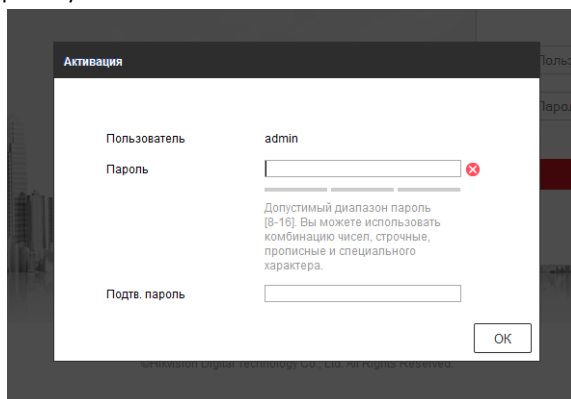 Активация
Пользователь
admin
Пароль
Допустимый диапазон пароль
[8-16]. Вы можете использовать
комбинацию чисел, строчные,
прописные и специального
характера.
Подтв. пароль
OK
©Hikvision Digital Technology Co., Ltd. All Rights Reserved.